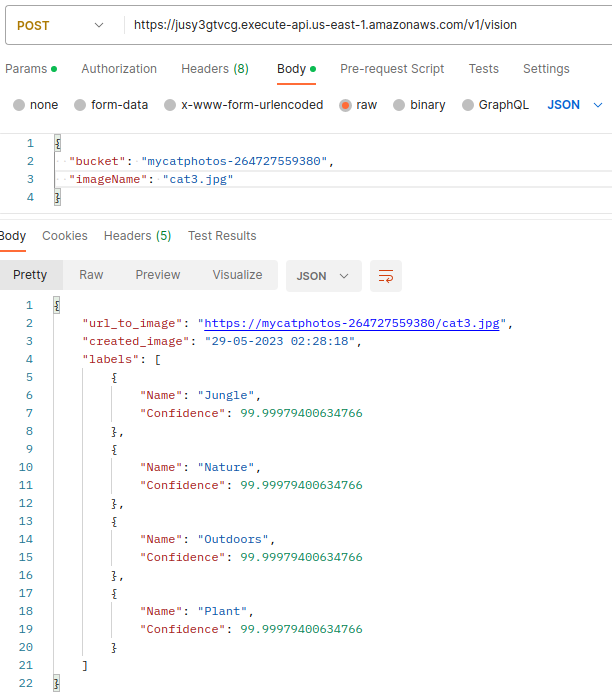 POST https://jusy3gtvcg.execute-api.us-east-1.amazonaws.com/v1/vision
Params Authorization Headers (8) Body Pre-request Script Tests Settings
none form-data x-www-form-urlencoded raw binary GraphQL JSON
1 {
2 "bucket": "mycatphotos-264727559380",
3 "imageName": "cat3.jpg"
4 }
Body Cookies Headers (5) Test Results
Pretty Raw Preview Visualize JSON
1 {
2 "url_to_image": "https://mycatphotos-264727559380/cat3.jpg",
3 "created_image": "29-05-2023 02:28:18",
4 "labels": [
5 {
6 "Name": "Jungle",
7 "Confidence": 99.99979400634766
8 },
9 {
10 "Name": "Nature",
11 "Confidence": 99.99979400634766
12 },
13 {
14 "Name": "Outdoors",
15 "Confidence": 99.99979400634766
16 },
17 {
18 "Name": "Plant",
19 "Confidence": 99.99979400634766
20 }
21 ]
22 }